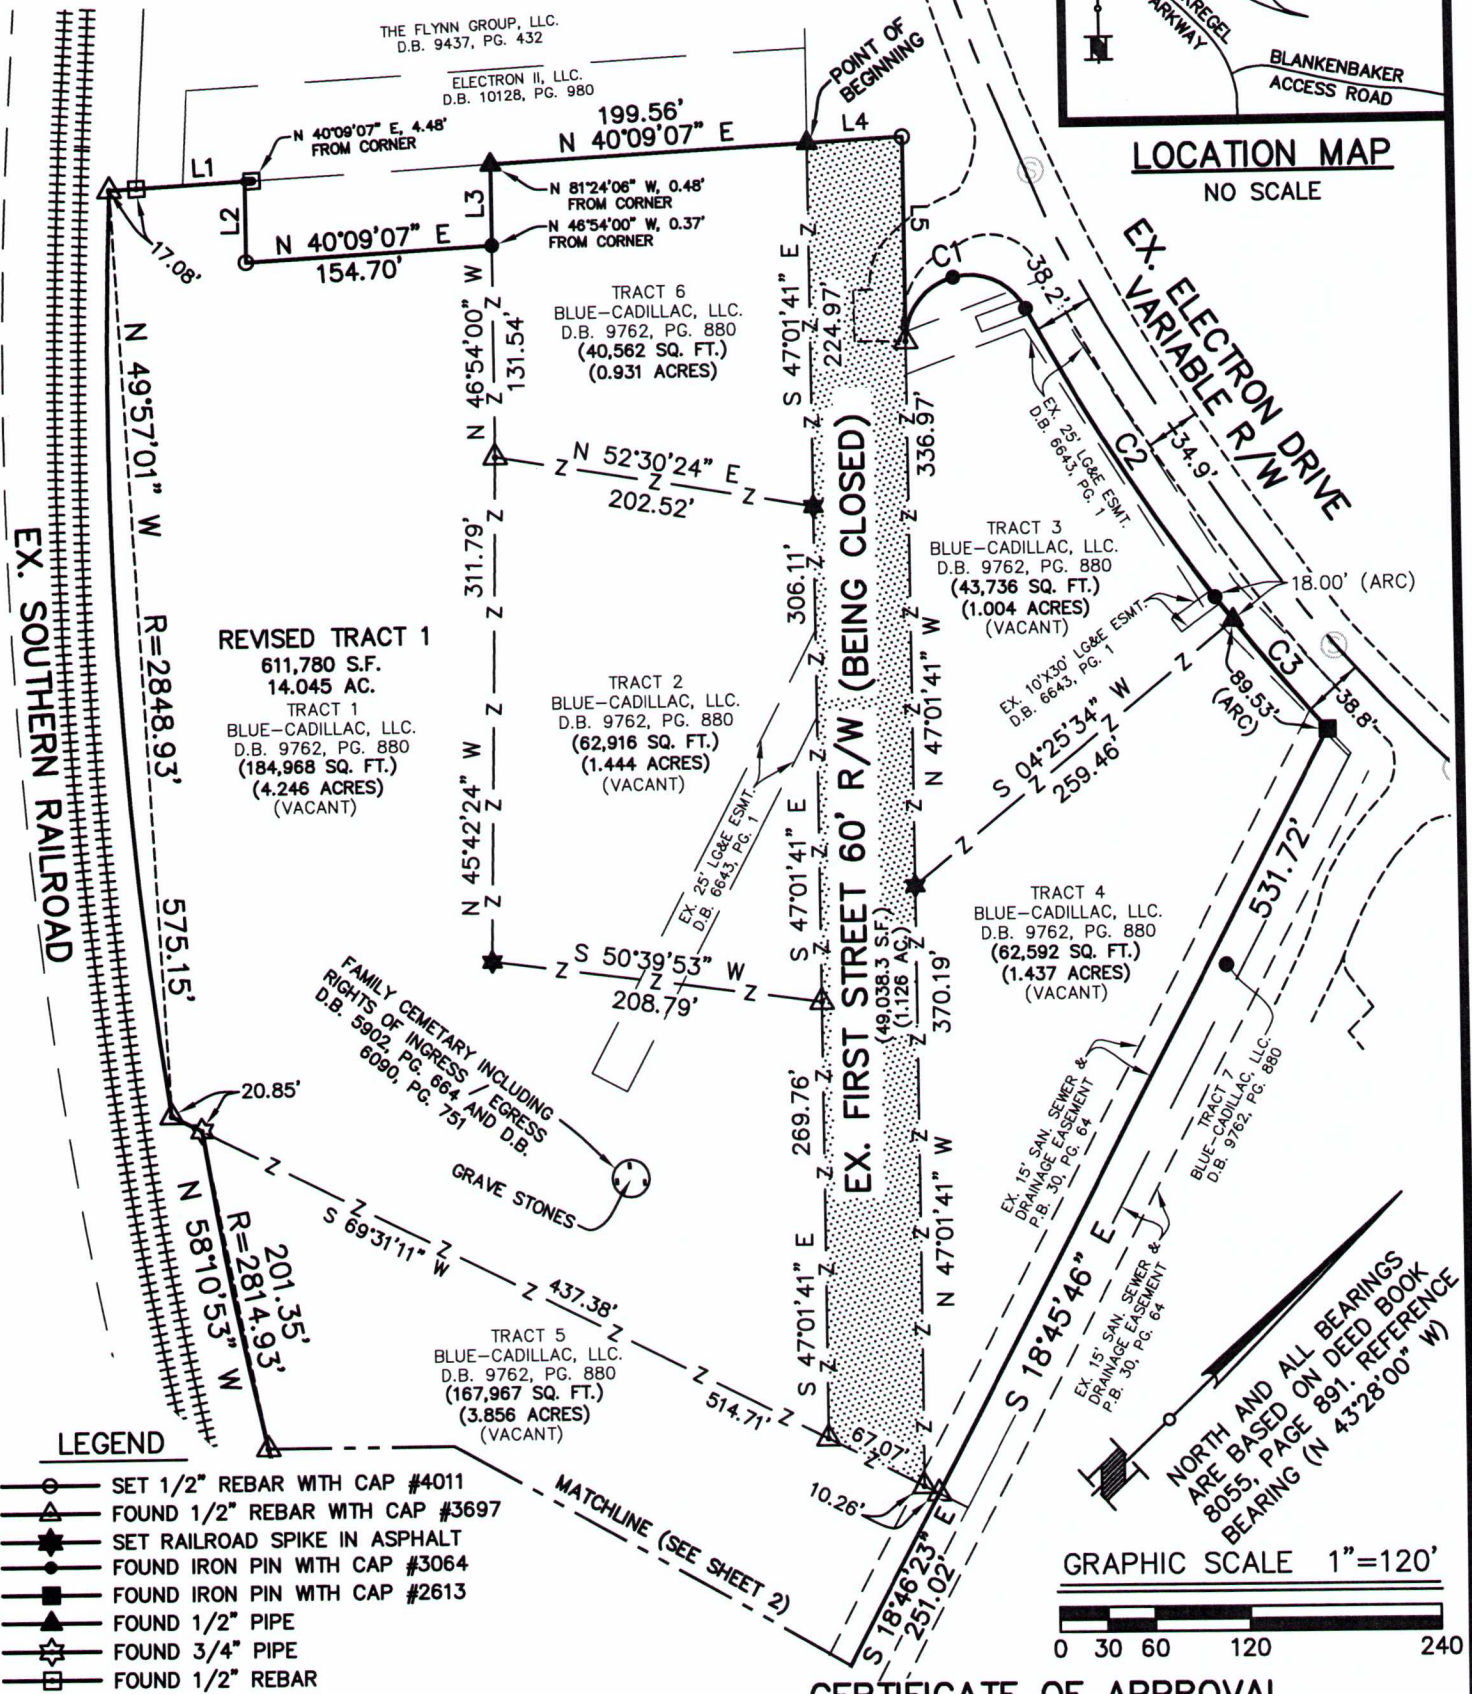 THE FLYNN GROUP, LLC.
D.B. 9437, PG. 432
ELECTRON II, LLC.
D.B. 10128, PG. 980
POINT OF
BEGINNING
PARKWAY
BLANKENBAKER
ACCESS ROAD
LOCATION MAP
NO SCALE
N 40°09'07" E, 4.48'
FROM CORNER
199.56'
N 40°09'07" E
L4
L1
L2
L3
L5
17.08'
N 81°24'06" W, 0.48'
FROM CORNER
N 46°54'00" W, 0.37'
FROM CORNER
N 40°09'07" E
154.70'
N 46°54'00" W
131.54'
TRACT 6
BLUE-CADILLAC, LLC.
D.B. 9762, PG. 880
(40,562 SQ. FT.)
(0.931 ACRES)
S 47°01'41" E
224.97'
C1
38.2'
EX. ELECTRON DRIVE
VARIABLE R/W
C2
34.9'
EX. 25' LG&E ESMT.
D.B. 6643, PG. 1
336.97'
N 52°30'24" E
202.52'
N 49°57'01" W
R=2848.93'
575.15'
EX. SOUTHERN RAILROAD
REVISED TRACT 1
611,780 S.F.
14.045 AC.
TRACT 1
BLUE-CADILLAC, LLC.
D.B. 9762, PG. 880
(184,968 SQ. FT.)
(4.246 ACRES)
(VACANT)
311.79'
N 45°42'24" W
TRACT 2
BLUE-CADILLAC, LLC.
D.B. 9762, PG. 880
(62,916 SQ. FT.)
(1.444 ACRES)
(VACANT)
306.11'
S 47°01'41" E
EX. 25' LG&E ESMT.
D.B. 6643, PG. 1
EX. FIRST STREET 60' R/W (BEING CLOSED)
(49,038.3 S.F.)
(1.126 AC.)
TRACT 3
BLUE-CADILLAC, LLC.
D.B. 9762, PG. 880
(43,736 SQ. FT.)
(1.004 ACRES)
(VACANT)
N 47°01'41" W
EX. 10'X30' LG&E ESMT.
D.B. 6643, PG. 1
18.00' (ARC)
C3
89.53'
(ARC)
38.8'
S 04°25'34" W
259.46'
531.72'
TRACT 4
BLUE-CADILLAC, LLC.
D.B. 9762, PG. 880
(62,592 SQ. FT.)
(1.437 ACRES)
(VACANT)
370.19'
S 50°39'53" W
208.79'
FAMILY CEMETARY INCLUDING
RIGHTS OF INGRESS / EGRESS
D.B. 5902, PG. 664 AND D.B.
6090, PG. 751
GRAVE STONES
269.76'
S 47°01'41" E
N 47°01'41" W
20.85'
S 69°31'11" W
437.38'
514.71'
67.07'
10.26'
201.35'
R=2814.93'
N 58°10'53" W
TRACT 5
BLUE-CADILLAC, LLC.
D.B. 9762, PG. 880
(167,967 SQ. FT.)
(3.856 ACRES)
(VACANT)
EX. 15' SAN. SEWER &
DRAINAGE EASEMENT
P.B. 30, PG. 64
TRACT 7
BLUE-CADILLAC, LLC.
D.B. 9762, PG. 880
S 18°45'46" E
EX. 15' SAN. SEWER &
DRAINAGE EASEMENT
P.B. 30, PG. 64
NORTH AND ALL BEARINGS
ARE BASED ON DEED BOOK
8055, PAGE 891. REFERENCE
BEARING (N 43°28'00" W)
MATCHLINE (SEE SHEET 2)
S 18°46'23" E
251.02'
LEGEND
SET 1/2" REBAR WITH CAP #4011
FOUND 1/2" REBAR WITH CAP #3697
SET RAILROAD SPIKE IN ASPHALT
FOUND IRON PIN WITH CAP #3064
FOUND IRON PIN WITH CAP #2613
FOUND 1/2" PIPE
FOUND 3/4" PIPE
FOUND 1/2" REBAR
GRAPHIC SCALE 1"=120'
0 30 60 120 240
CERTIFICATE OF APPROVAL